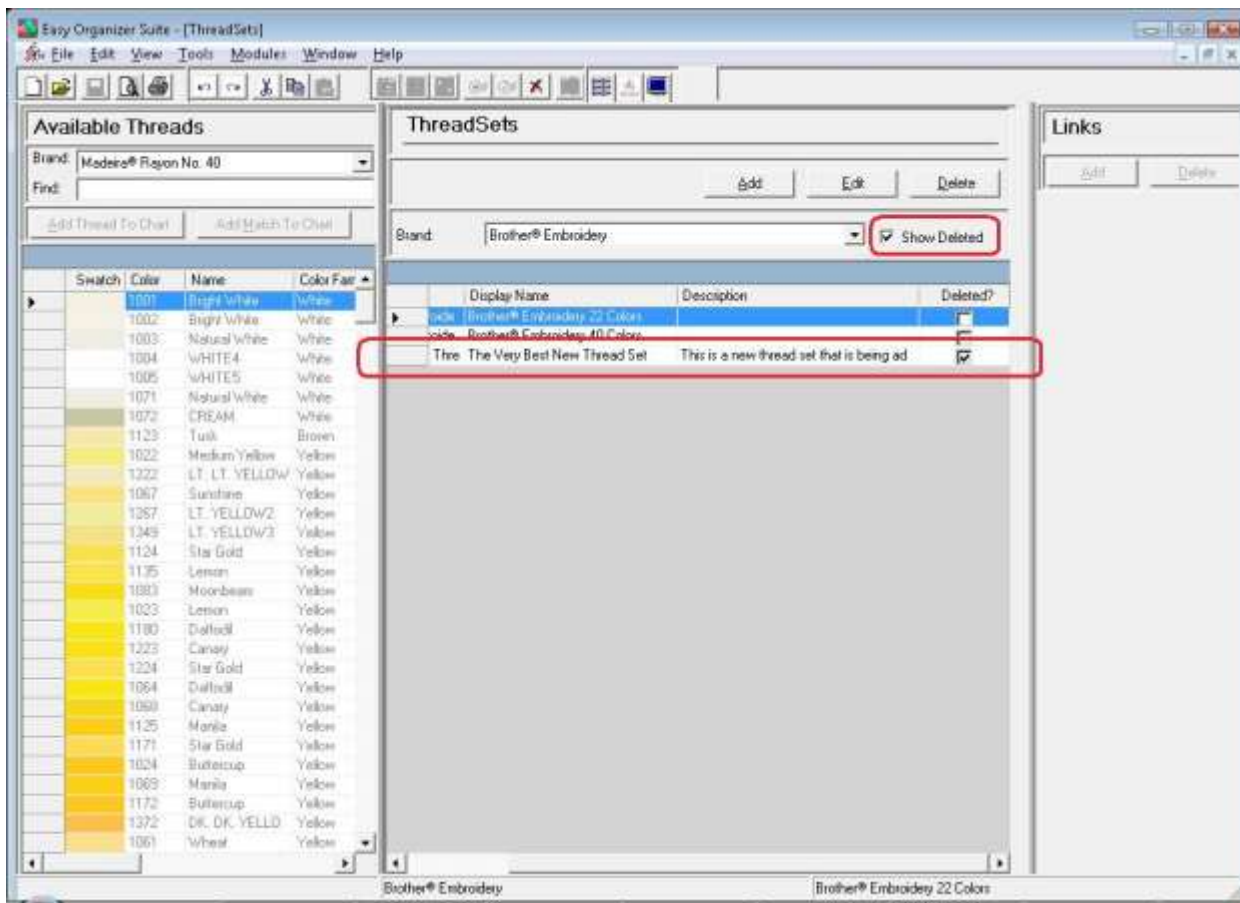 Easy Organizer Suite - [ThreadSets]
File Edit View Tools Modules Window Help
Available Threads
Brand: Madeira® Rayon No. 40
Find:
Add Thread To Chart Add Match To Chart
Swatch Color Name Color Fam
1001 Bright White White
1002 Bright White White
1003 Natural White White
1004 WHITE4 White
1005 WHITE5 White
1071 Natural White White
1072 CREAM White
1123 Tusk Brown
1022 Medium Yellow Yellow
1222 LT. LT. YELLOW Yellow
1067 Sunshine Yellow
1267 LT. YELLOW2 Yellow
1349 LT. YELLOW3 Yellow
1124 Star Gold Yellow
1135 Lemon Yellow
1083 Moonbeam Yellow
1023 Lemon Yellow
1180 Daffodil Yellow
1223 Canary Yellow
1224 Star Gold Yellow
1064 Daffodil Yellow
1068 Canary Yellow
1125 Manila Yellow
1171 Star Gold Yellow
1024 Buttercup Yellow
1069 Manila Yellow
1172 Buttercup Yellow
1372 DK. DK. YELLO Yellow
1061 Wheat Yellow
ThreadSets
Add Edit Delete
Brand: Brother® Embroidery Show Deleted
Display Name Description Deleted?
oide Brother® Embroidery 22 Colors
oide Brother® Embroidery 40 Colors
Thre The Very Best New Thread Set This is a new thread set that is being ad
Links
Add Delete
Brother® Embroidery Brother® Embroidery 22 Colors